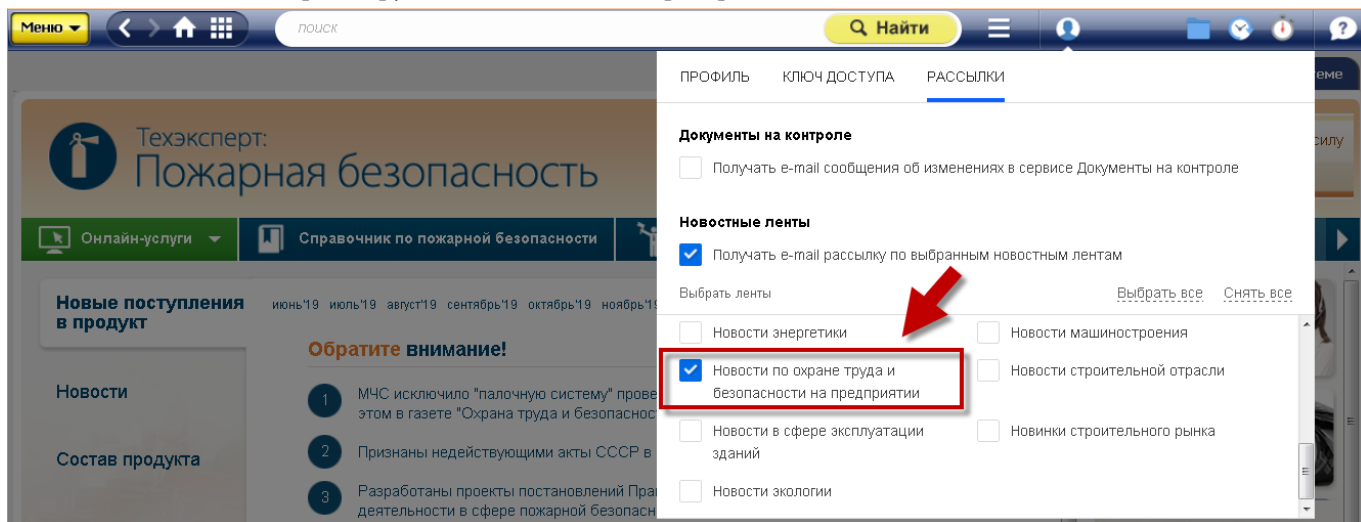 Меню
поиск
Найти
?
ПРОФИЛЬ КЛЮЧ ДОСТУПА РАССЫЛКИ
еме
Документы на контроле
Получать e-mail сообщения об изменениях в сервисе Документы на контроле
силу
Техэксперт:
Пожарная безопасность
Новостные ленты
Получать e-mail рассылку по выбранным новостным лентам
Онлайн-услуги Справочник по пожарной безопасности
Выбрать ленты Выбрать все Снять все
Новости энергетики Новости машиностроения
Новости по охране труда и
безопасности на предприятии
Новости строительной отрасли
Новости в сфере эксплуатации
зданий
Новинки строительного рынка
Новости экологии
Новые поступления
в продукт
июнь'19 июль'19 август'19 сентябрь'19 октябрь'19 ноябрь'19
Обратите внимание!
Новости
Состав продукта
1 МЧС исключило "палочную систему" прове
этом в газете "Охрана труда и безопаснос
2 Признаны недействующими акты СССР в
3 Разработаны проекты постановлений Пра
деятельности в сфере пожарной безопасн